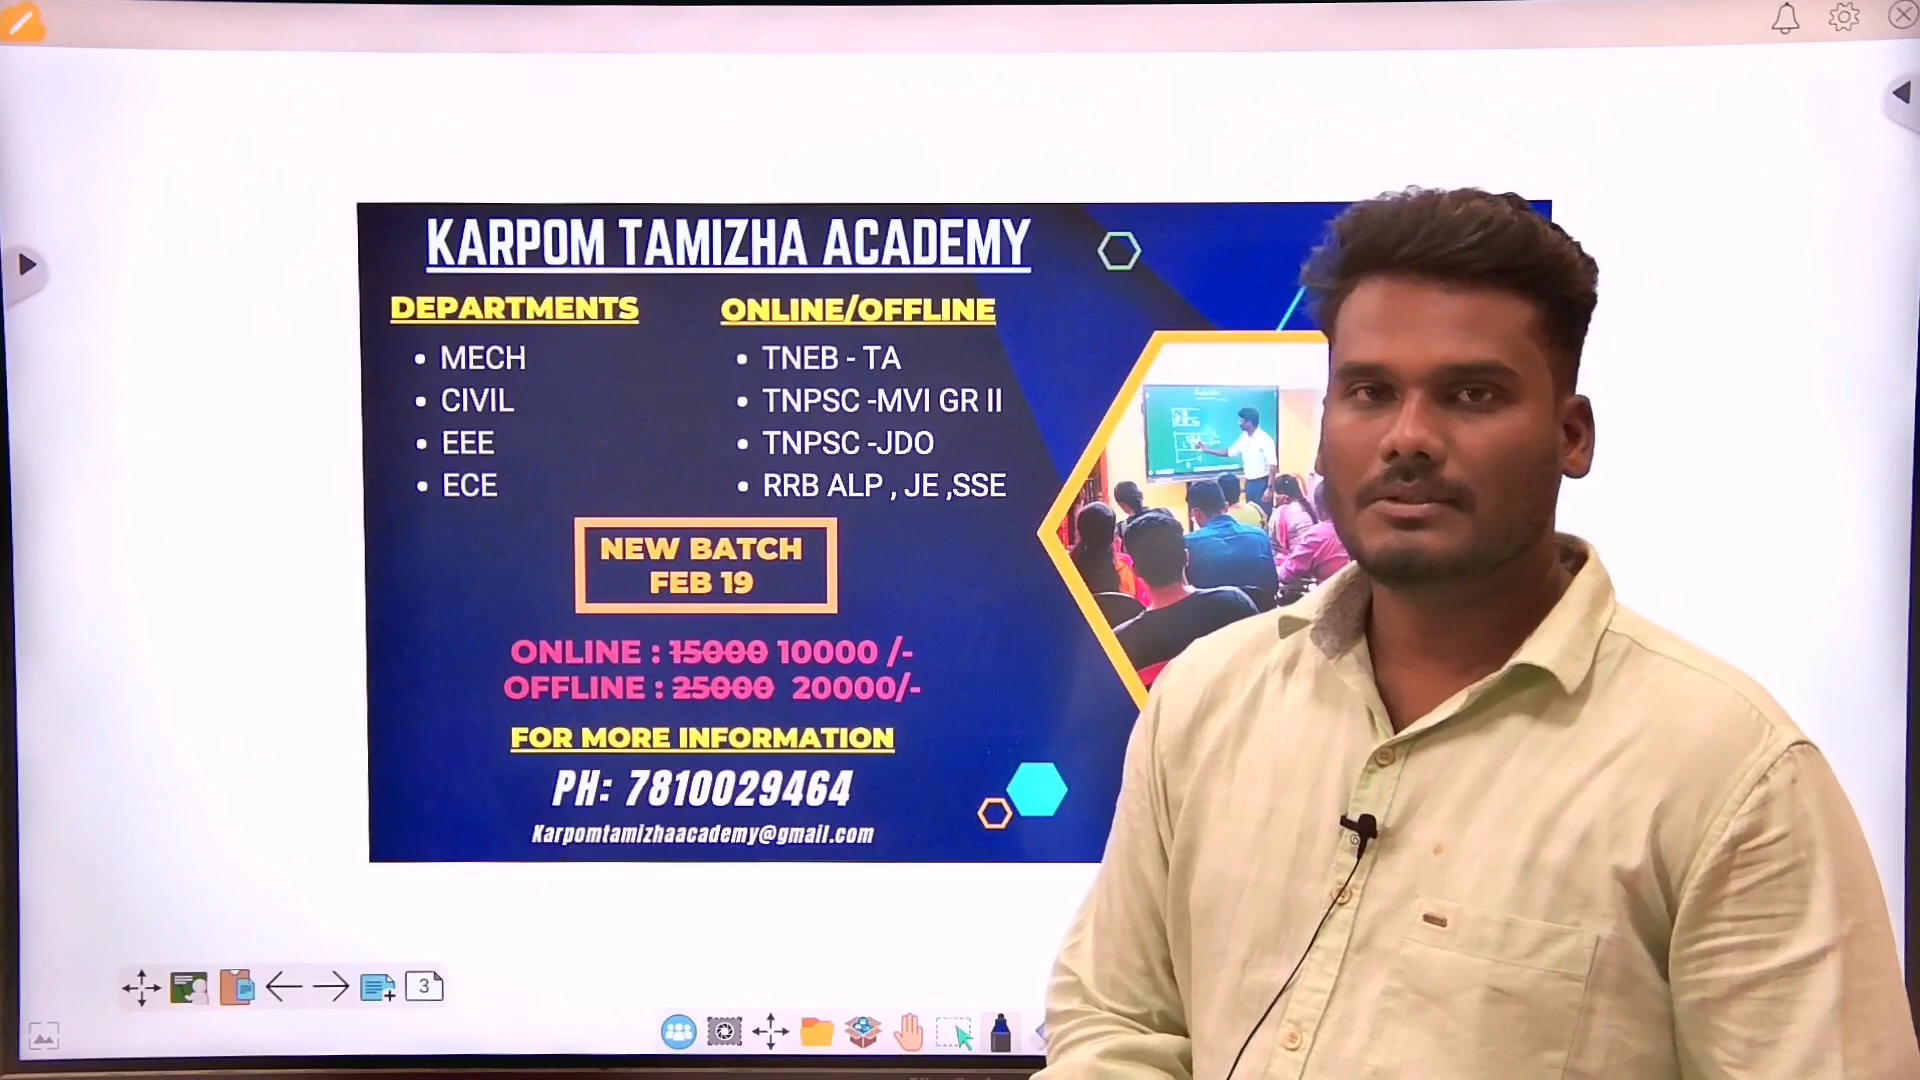 KARPOM TAMIZHA ACADEMY
DEPARTMENTS
MECH
CIVIL
EEE
ECE
ONLINE/OFFLINE
TNEB - TA
TNPSC -MVI GR II
TNPSC -JDO
RRB ALP , JE ,SSE
NEW BATCH
FEB 19
ONLINE : 15000 10000 /-
OFFLINE : 25000 20000/-
FOR MORE INFORMATION
PH: 7810029464
Karpomtamizhaacademy@gmail.com
3